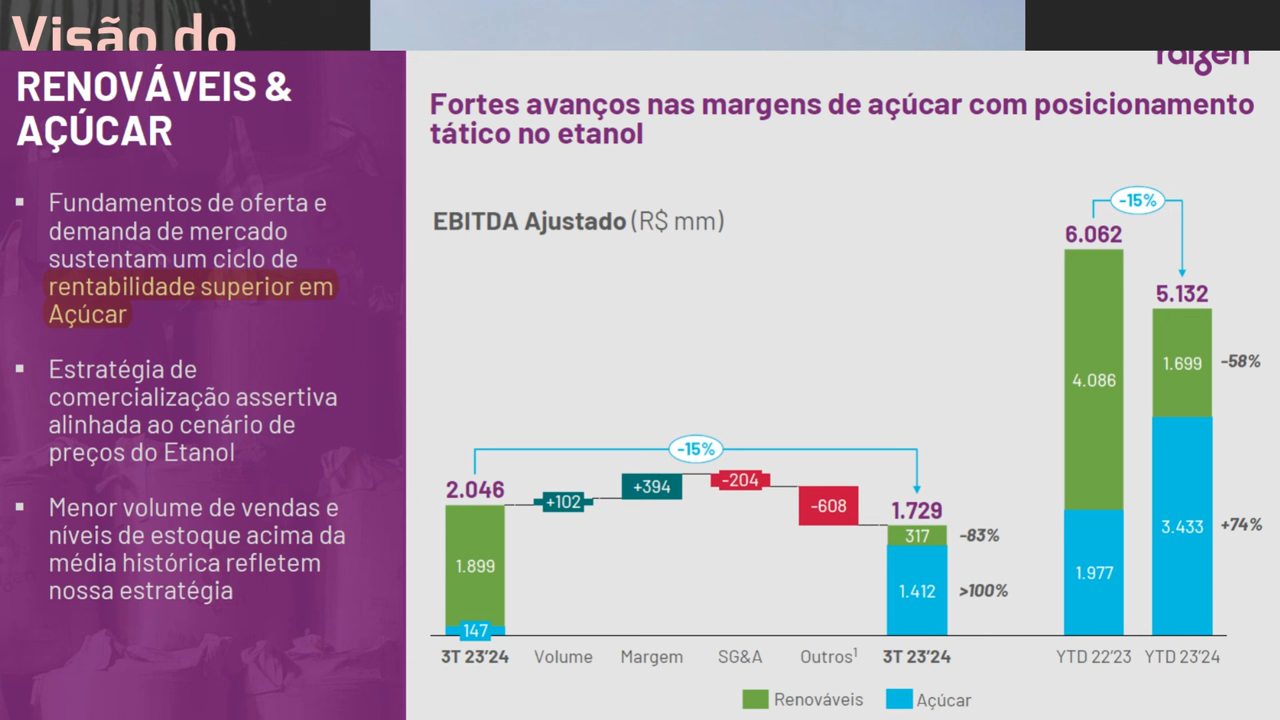 Visão do
raízen
RENOVÁVEIS &
AÇÚCAR
Fundamentos de oferta e
demanda de mercado
sustentam um ciclo de
rentabilidade superior em
Açúcar
Estratégia de
comercialização assertiva
alinhada ao cenário de
preços do Etanol
Menor volume de vendas e
níveis de estoque acima da
média histórica refletem
nossa estratégia
Fortes avanços nas margens de açúcar com posicionamento
tático no etanol
EBITDA Ajustado (R$ mm)
-15%
2.046
1.899
147
+102
+394
-204
-608
1.729
317
-83%
1.412
>100%
3T 23’24
Volume
Margem
SG&A
Outros¹
3T 23’24
-15%
6.062
4.086
1.977
5.132
1.699
-58%
3.433
+74%
YTD 22’23
YTD 23’24
Renováveis
Açúcar